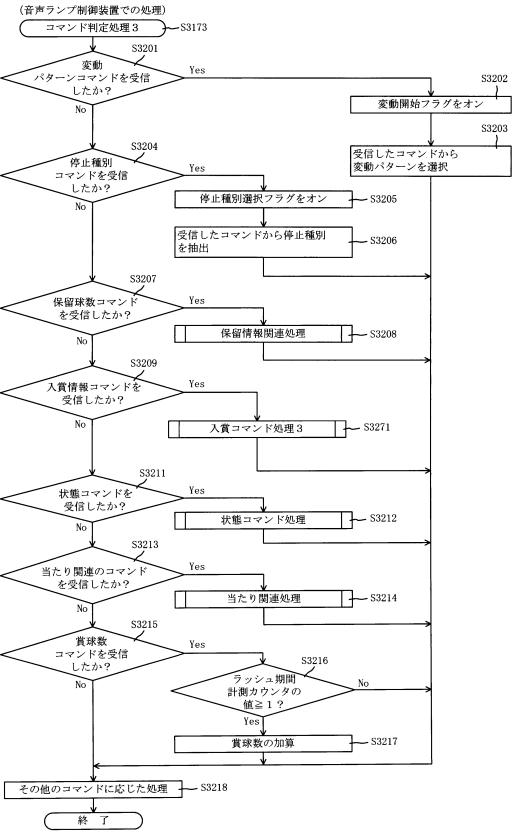 (音声ランプ制御装置での処理)
コマンド判定処理3
S3173
S3201
変動
パターンコマンドを受信
したか?
Yes
No
S3202
変動開始フラグをオン
S3203
受信したコマンドから
変動パターンを選択
S3204
停止種別
コマンドを受信
したか?
Yes
No
停止種別選択フラグをオン
S3205
受信したコマンドから停止種別
を抽出
S3206
S3207
保留球数コマンド
を受信したか?
Yes
No
保留情報関連処理
S3208
S3209
入賞情報コマンドを
受信したか?
Yes
No
入賞コマンド処理3
S3271
S3211
状態コマンドを
受信したか?
Yes
No
状態コマンド処理
S3212
S3213
当たり関連のコマンド
を受信したか?
Yes
No
当たり関連処理
S3214
S3215
賞球数
コマンドを受信
したか?
Yes
No
S3216
ラッシュ期間
計測カウンタの
値≧1?
No
Yes
賞球数の加算
S3217
その他のコマンドに応じた処理
S3218
終 了